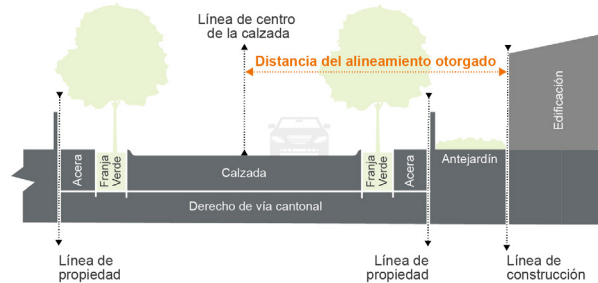 Línea de centro
de la calzada
Distancia del alineamiento otorgado
Edificación
Acera
Franja
Verde
Calzada
Franja
Verde
Acera
Antejardín
Derecho de vía cantonal
Línea de
propiedad
Línea de
propiedad
Línea de
construcción